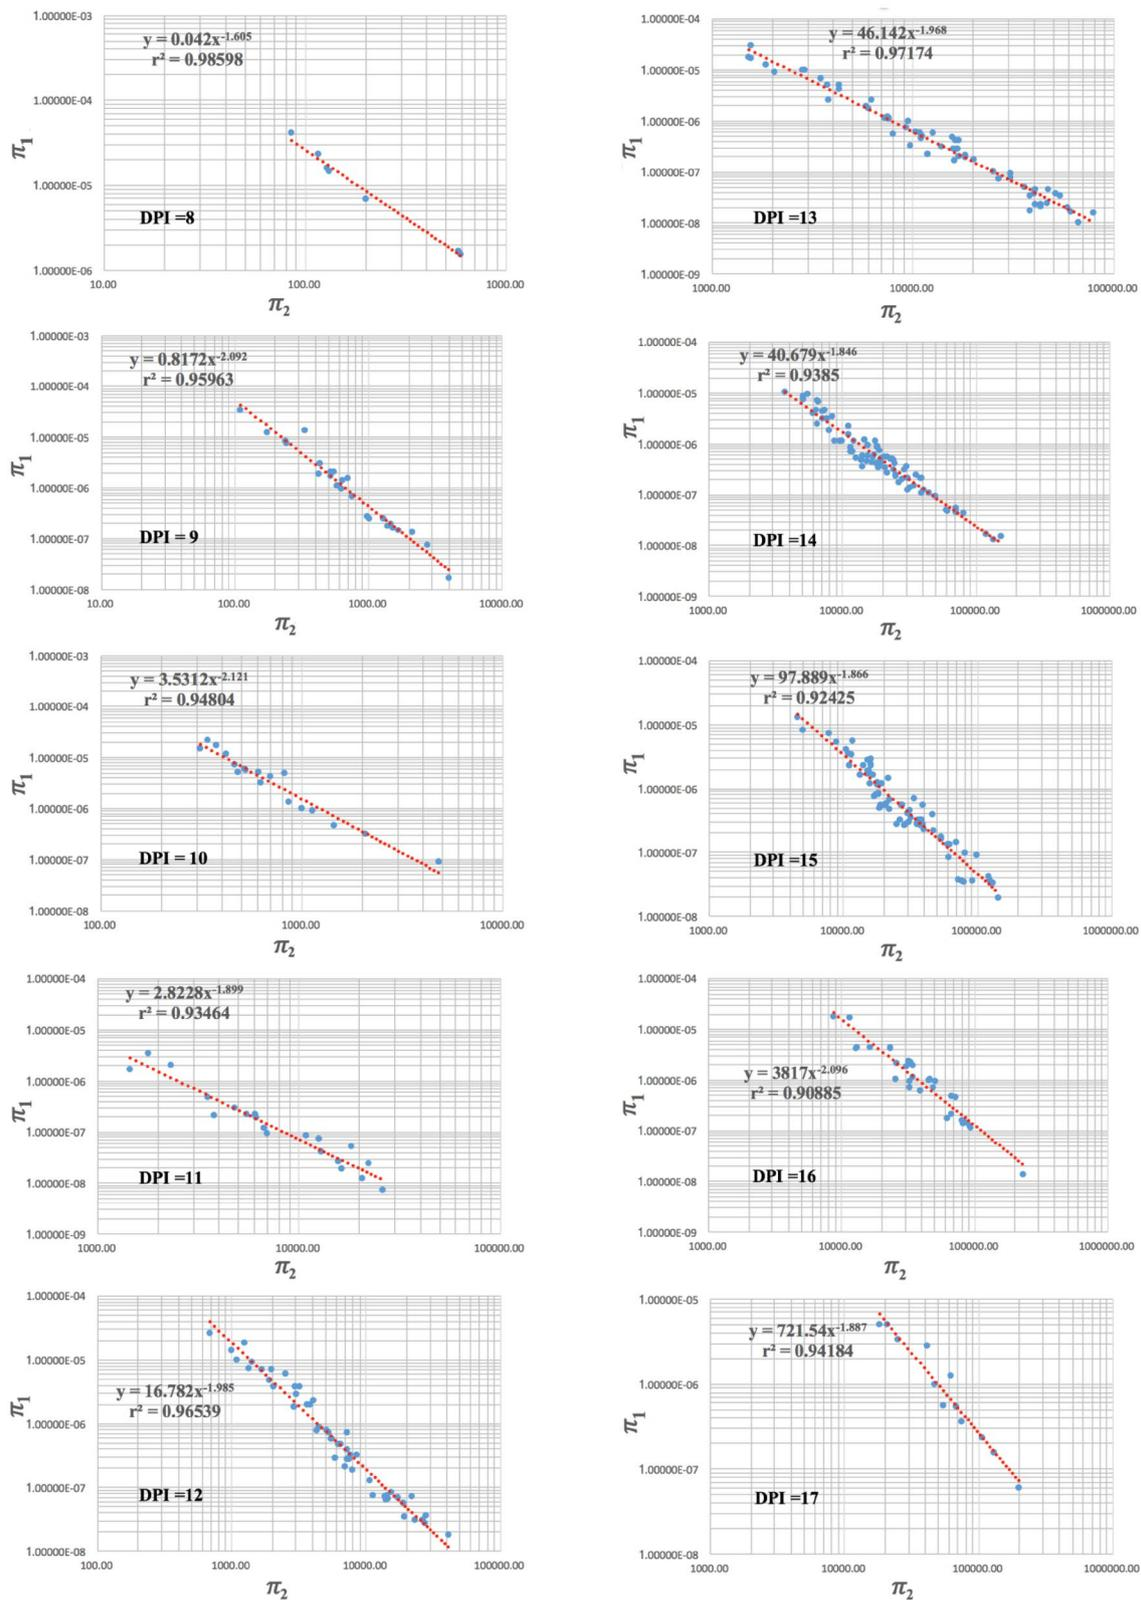 1.00000E-03
y = 0.042x^-1.605
r² = 0.98598
1.00000E-04
π1
1.00000E-05
DPI =8
1.00000E-06
10.00 100.00 1000.00
π2
1.00000E-03
y = 0.8172x^-2.092
r² = 0.95963
1.00000E-04
1.00000E-05
π1
1.00000E-06
DPI = 9
1.00000E-07
1.00000E-08
10.00 100.00 1000.00 10000.00
π2
1.00000E-03
y = 3.5312x^-2.121
r² = 0.94804
1.00000E-04
1.00000E-05
π1
1.00000E-06
DPI = 10
1.00000E-07
1.00000E-08
100.00 1000.00 10000.00
π2
1.00000E-04
y = 2.8228x^-1.899
r² = 0.93464
1.00000E-05
1.00000E-06
π1
1.00000E-07
DPI =11
1.00000E-08
1.00000E-09
1000.00 10000.00 100000.00
π2
1.00000E-04
1.00000E-05
y = 16.782x^-1.985
r² = 0.96539
π1
1.00000E-06
1.00000E-07
DPI =12
1.00000E-08
100.00 1000.00 10000.00 100000.00
π2
1.00000E-04
y = 46.142x^-1.968
r² = 0.97174
1.00000E-05
1.00000E-06
π1
1.00000E-07
DPI =13
1.00000E-08
1.00000E-09
1000.00 10000.00 100000.00
π2
1.00000E-04
y = 40.679x^-1.846
r² = 0.9385
1.00000E-05
π1
1.00000E-06
1.00000E-07
DPI =14
1.00000E-08
1.00000E-09
1000.00 10000.00 100000.00 1000000.00
π2
1.00000E-04
y = 97.889x^-1.866
r² = 0.92425
1.00000E-05
π1
1.00000E-06
1.00000E-07
DPI =15
1.00000E-08
1000.00 10000.00 100000.00 1000000.00
π2
1.00000E-04
1.00000E-05
y = 3817x^-2.096
r² = 0.90885
1.00000E-06
π1
1.00000E-07
DPI =16
1.00000E-08
1.00000E-09
1000.00 10000.00 100000.00 1000000.00
π2
1.00000E-05
y = 721.54x^-1.887
r² = 0.94184
1.00000E-06
π1
1.00000E-07
DPI =17
1.00000E-08
1000.00 10000.00 100000.00 1000000.00
π2